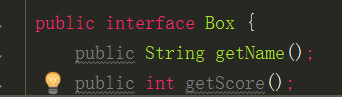 public interface Box {
public String getName();
public int getScore();